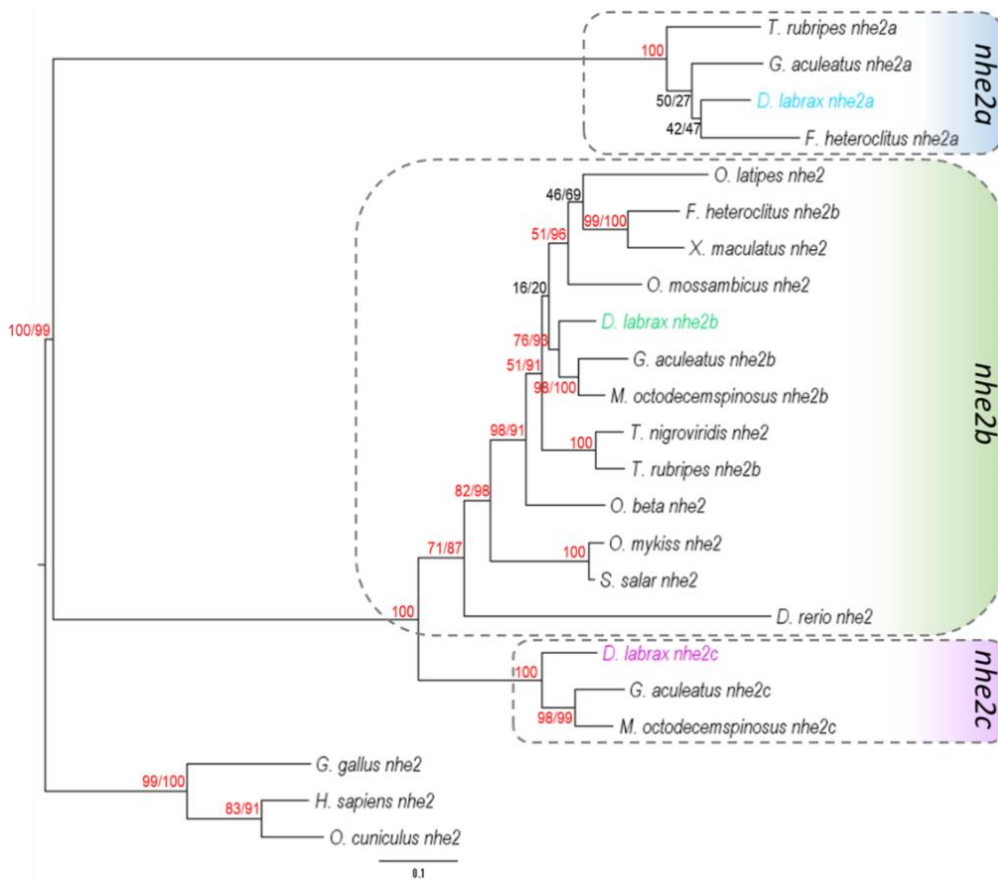 T. rubripes nhe2a
100
G. aculeatus nhe2a
50/27
D. labrax nhe2a
42/47
F. heteroclitus nhe2a
nhe2a
O. latipes nhe2
46/69
F. heteroclitus nhe2b
99/100
51/96
X. maculatus nhe2
16/20
O. mossambicus nhe2
D. labrax nhe2b
100/99
76/93
51/91
G. aculeatus nhe2b
98/100
M. octodecemspinosus nhe2b
nhe2b
98/91
T. nigroviridis nhe2
100
T. rubripes nhe2b
82/98
O. beta nhe2
71/87
O. mykiss nhe2
100
S. salar nhe2
100
D. rerio nhe2
D. labrax nhe2c
100
G. aculeatus nhe2c
98/99
M. octodecemspinosus nhe2c
nhe2c
G. gallus nhe2
99/100
H. sapiens nhe2
83/91
O. cuniculus nhe2
0.1